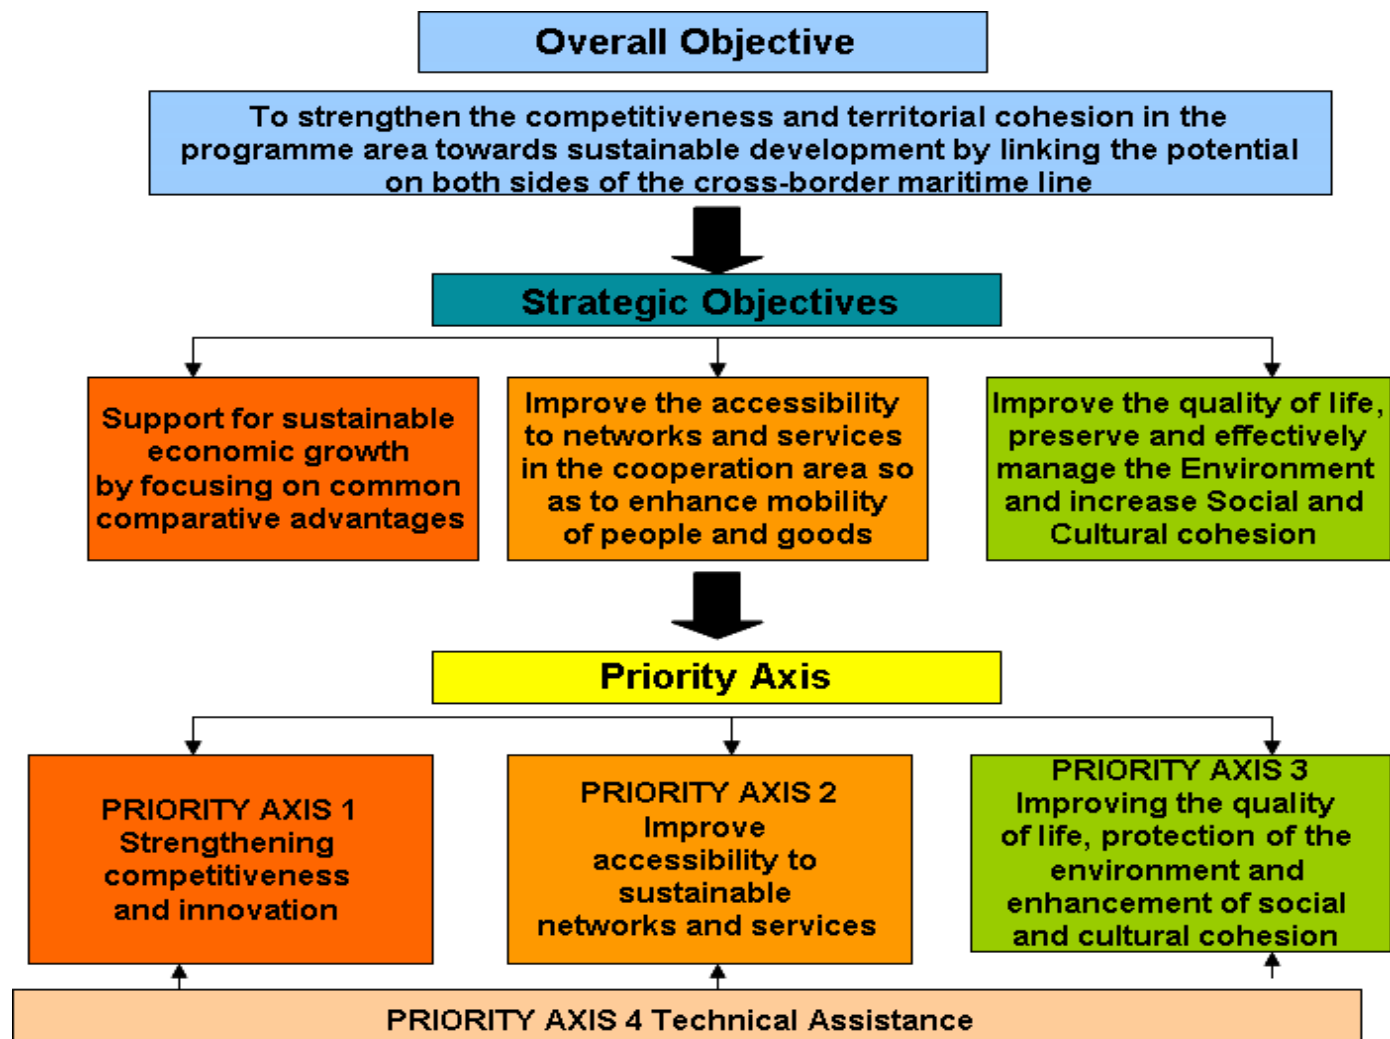 Overall Objective
To strengthen the competitiveness and territorial cohesion in the
programme area towards sustainable development by linking the potential
on both sides of the cross-border maritime line
Strategic Objectives
Support for sustainable
economic growth
by focusing on common
comparative advantages
Improve the accessibility
to networks and services
in the cooperation area so
as to enhance mobility
of people and goods
Improve the quality of life,
preserve and effectively
manage the Environment
and increase Social and
Cultural cohesion
Priority Axis
PRIORITY AXIS 1
Strengthening
competitiveness
and innovation
PRIORITY AXIS 2
Improve
accessibility to
sustainable
networks and services
PRIORITY AXIS 3
Improving the quality
of life, protection of the
environment and
enhancement of social
and cultural cohesion
PRIORITY AXIS 4 Technical Assistance